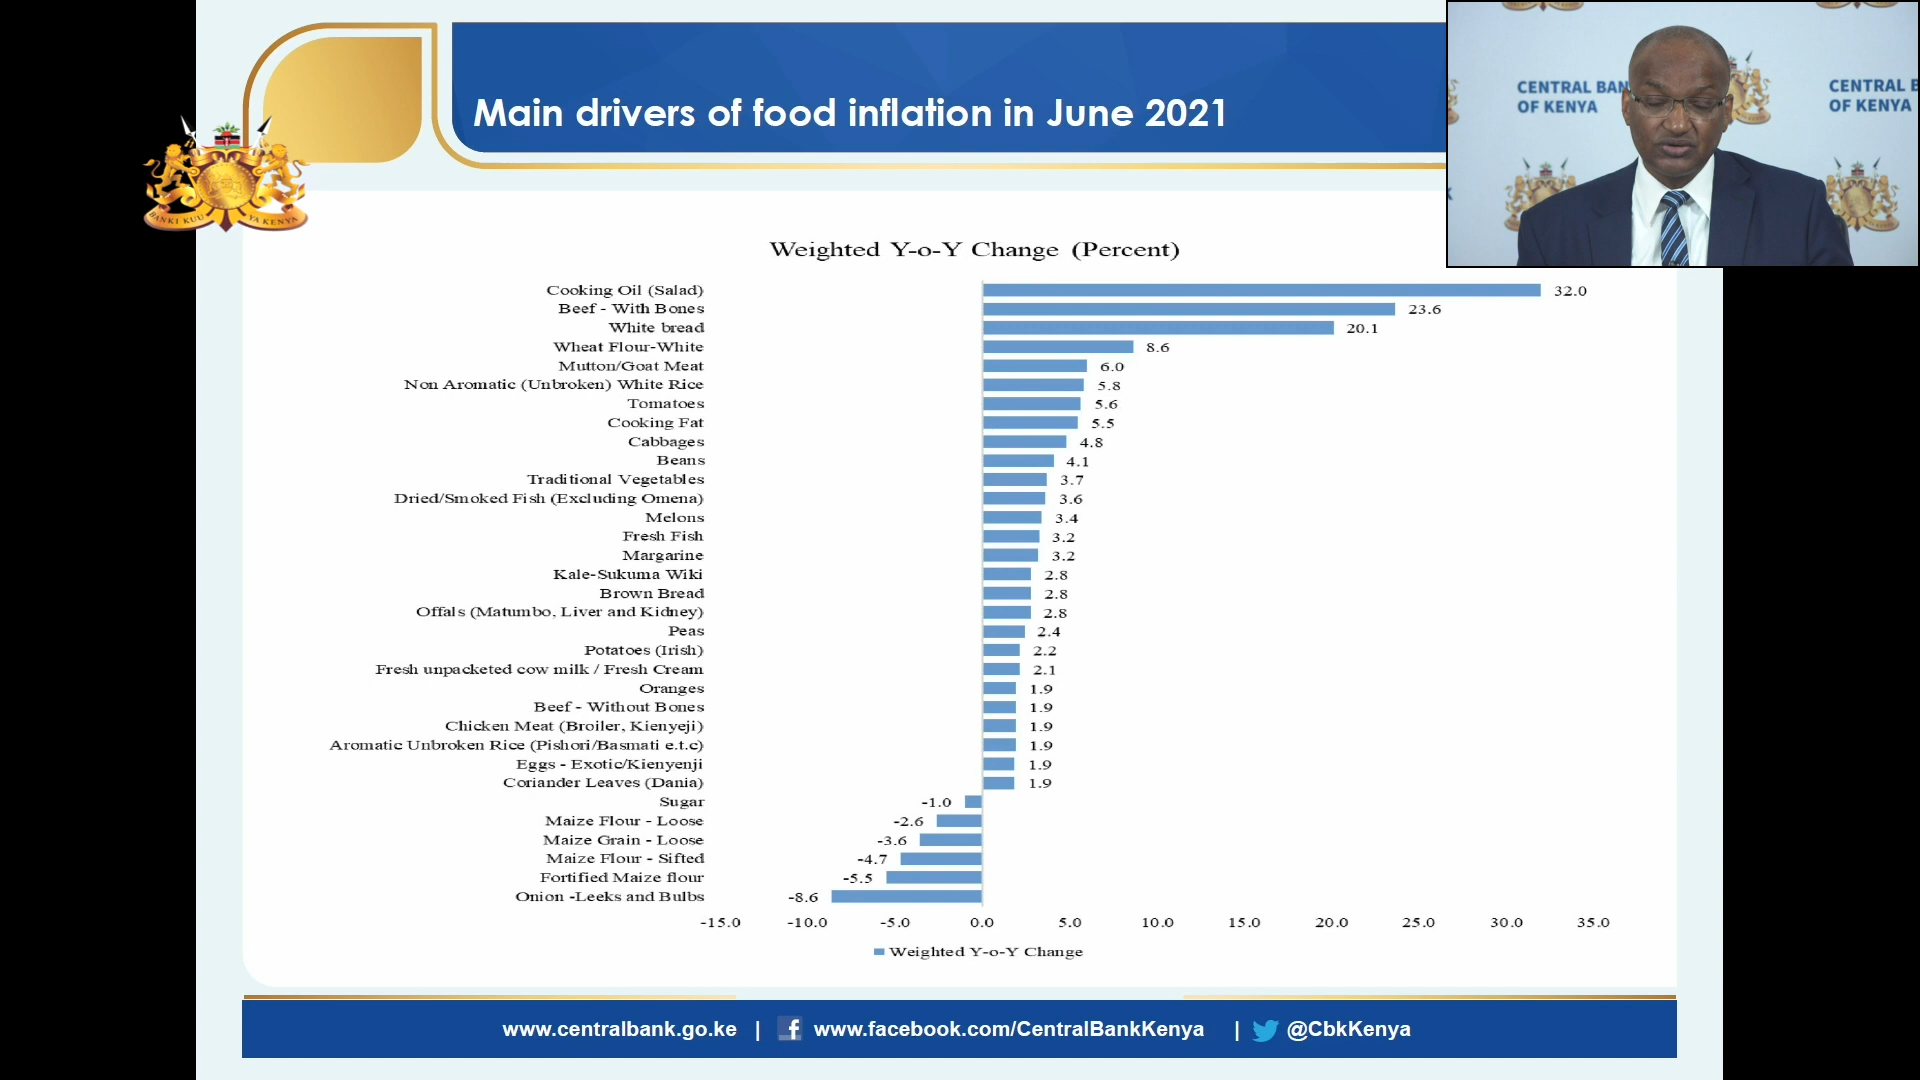 Main drivers of food inflation in June 2021
CENTRAL BAN
OF KENYA
CENTRAL B
OF KENYA
BANKI KUU YA KENYA
Weighted Y-o-Y Change (Percent)
Cooking Oil (Salad) 32.0
Beef - With Bones 23.6
White bread 20.1
Wheat Flour-White 8.6
Mutton/Goat Meat 6.0
Non Aromatic (Unbroken) White Rice 5.8
Tomatoes 5.6
Cooking Fat 5.5
Cabbages 4.8
Beans 4.1
Traditional Vegetables 3.7
Dried/Smoked Fish (Excluding Omena) 3.6
Melons 3.4
Fresh Fish 3.2
Margarine 3.2
Kale-Sukuma Wiki 2.8
Brown Bread 2.8
Offals (Matumbo, Liver and Kidney) 2.8
Peas 2.4
Potatoes (Irish) 2.2
Fresh unpacketed cow milk / Fresh Cream 2.1
Oranges 1.9
Beef - Without Bones 1.9
Chicken Meat (Broiler, Kienyeji) 1.9
Aromatic Unbroken Rice (Pishori/Basmati e.t.c) 1.9
Eggs - Exotic/Kienyenji 1.9
Coriander Leaves (Dania) 1.9
Sugar -1.0
Maize Flour - Loose -2.6
Maize Grain - Loose -3.6
Maize Flour - Sifted -4.7
Fortified Maize flour -5.5
Onion -Leeks and Bulbs -8.6
-15.0 -10.0 -5.0 0.0 5.0 10.0 15.0 20.0 25.0 30.0 35.0
Weighted Y-o-Y Change
www.centralbank.go.ke | www.facebook.com/CentralBankKenya | @CbkKenya